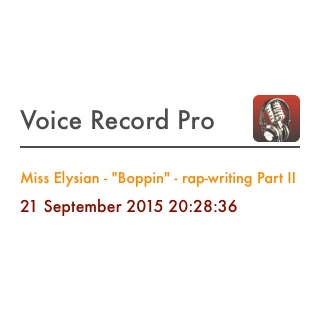 Voice Record Pro
Miss Elysian - "Boppin" - rap-writing Part II
21 September 2015 20:28:36